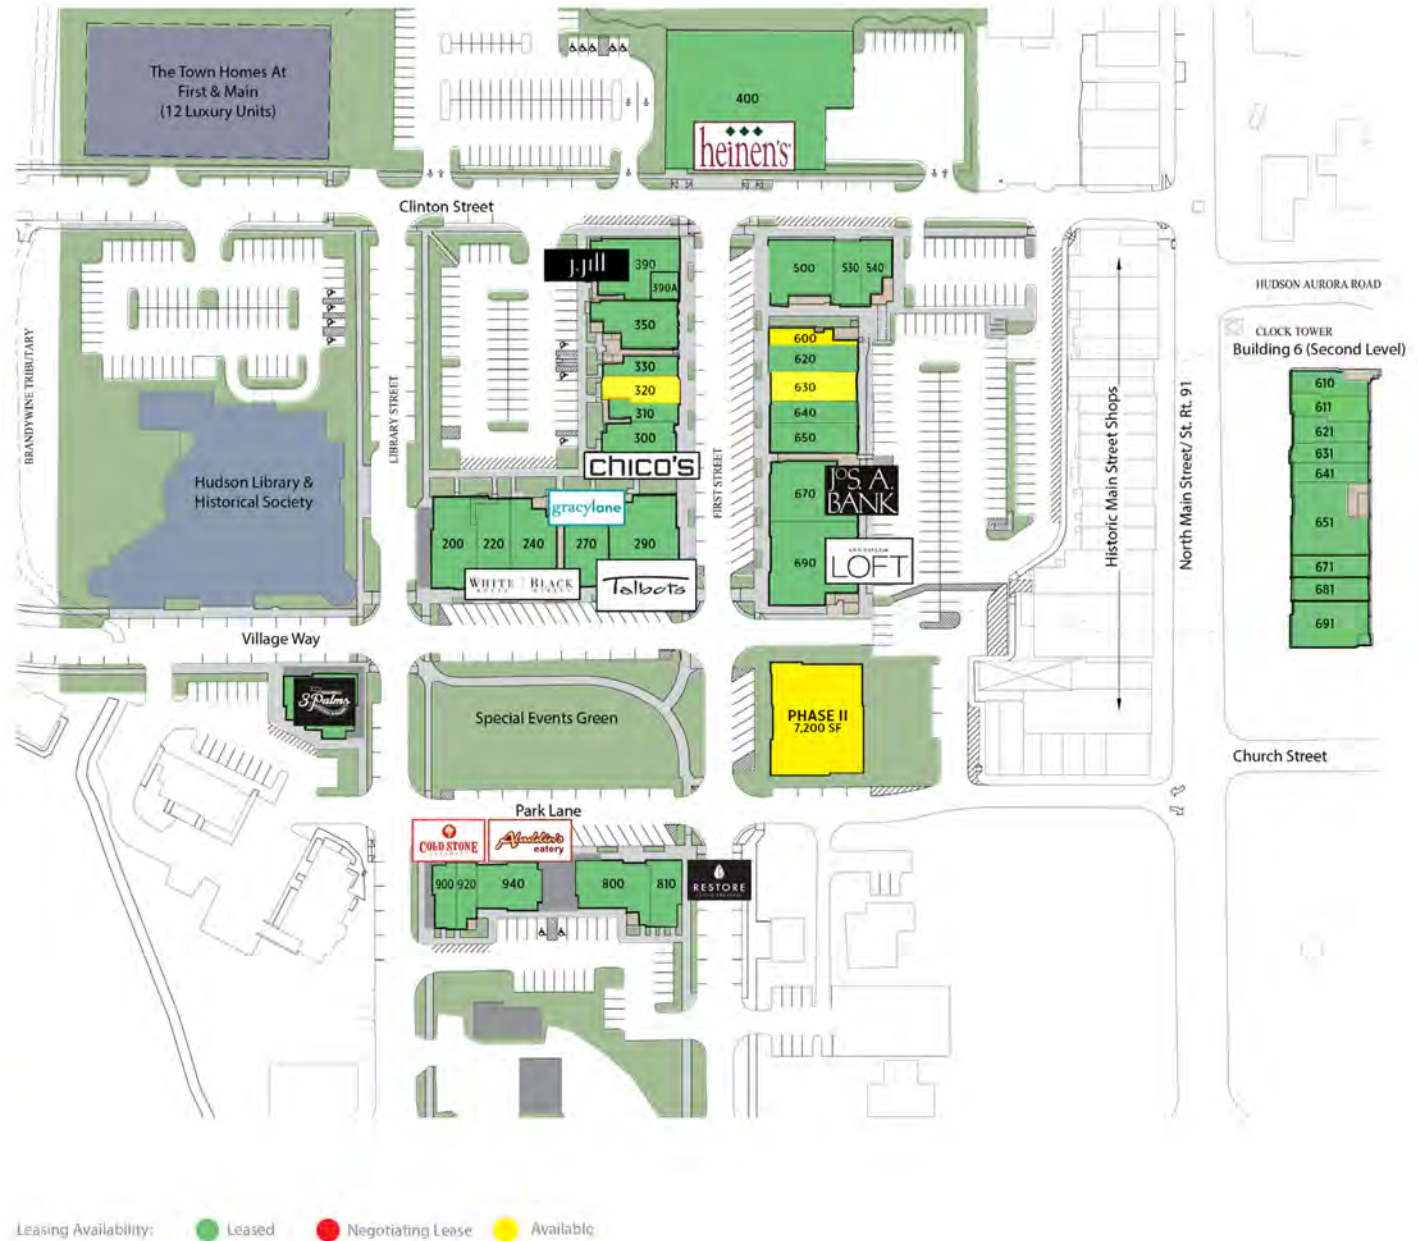 The Town Homes At
First & Main
(12 Luxury Units)
400
heinen's
Clinton Street
j.jill
390
390A
350
330
320
310
300
chico's
500
530
540
600
620
630
640
650
670
JoS. A.
BANK
690
ANN TAYLOR
LOFT
HUDSON AURORA ROAD
CLOCK TOWER
Building 6 (Second Level)
610
611
621
631
641
651
671
681
691
BRANDYWINE TRIBUTARY
LIBRARY STREET
FIRST STREET
Historic Main Street Shops
North Main Street/ St. Rt. 91
Hudson Library &
Historical Society
gracylane
200
220
240
270
290
WHITE BLACK
Talbots
Village Way
3 Palms
Special Events Green
PHASE II
7,200 SF
Church Street
Park Lane
COLD STONE
Aladdin's
eatery
900
920
940
800
810
RESTORE
Leasing Availability:
Leased
Negotiating Lease
Available